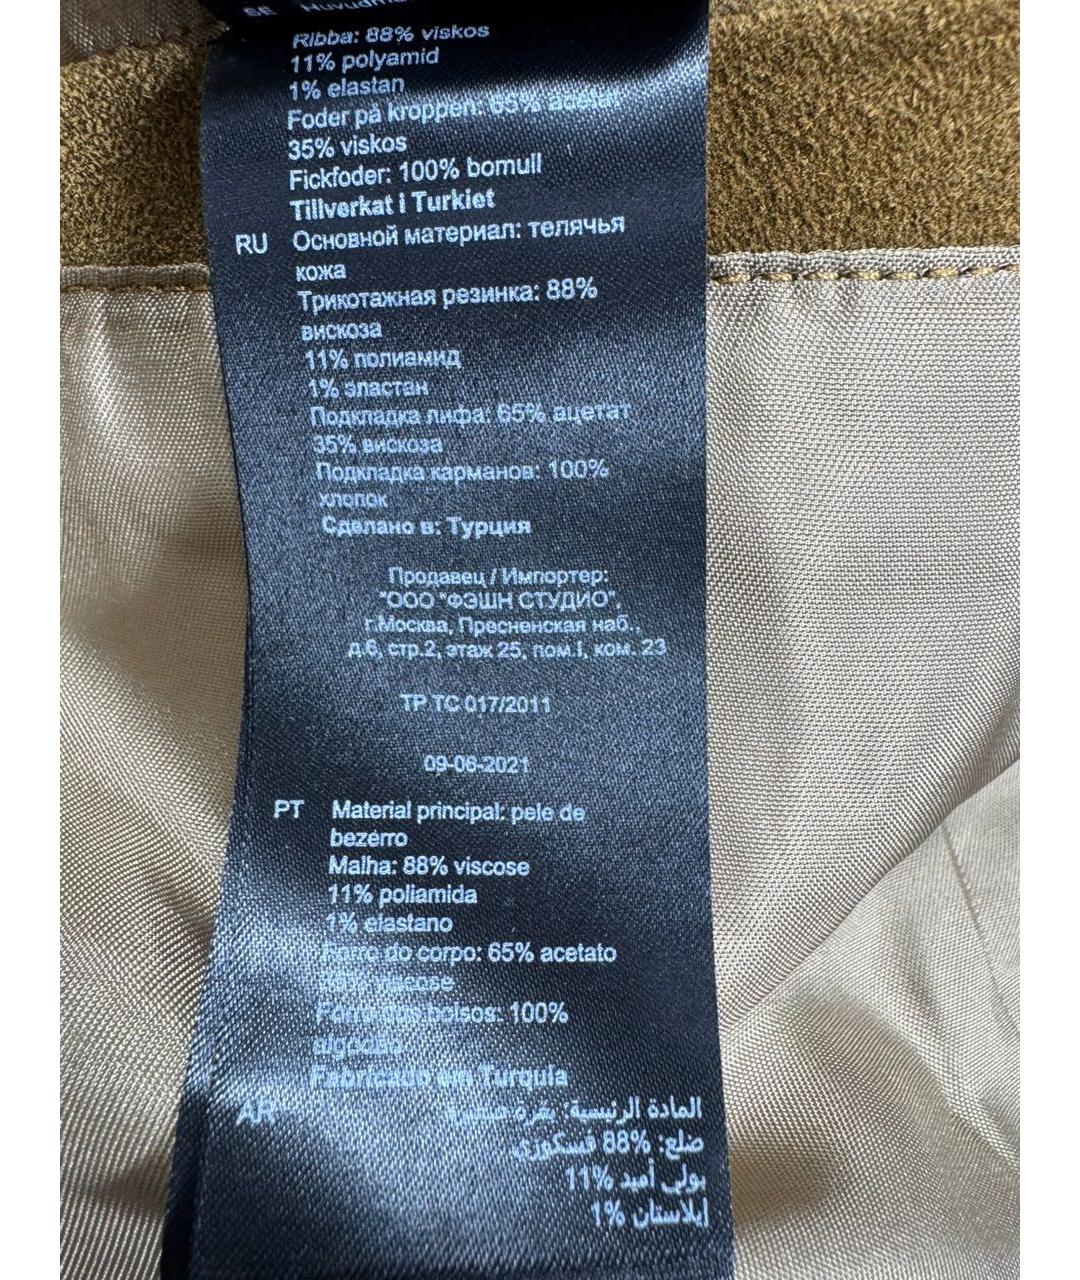 SE
Ribba: 88% viskos
11% polyamid
1% elastan
Foder på kroppen: 65% acetat
35% viskos
Fickfoder: 100% bomull
Tillverkat i Turkiet
RU Основной материал: телячья
кожа
Трикотажная резинка: 88%
вискоза
11% полиамид
1% эластан
Подкладка лифа: 65% ацетат
35% вискоза
Подкладка карманов: 100%
хлопок
Сделано в: Турция
Продавец / Импортер:
"ООО "ФЭШН СТУДИО",
г.Москва, Пресненская наб.,
д.6, стр.2, этаж 25, пом.I, ком. 23
ТР ТС 017/2011
09-06-2021
PT Material principal: pele de
bezerro
Malha: 88% viscose
11% poliamida
1% elastano
Forro do corpo: 65% acetato
35% viscose
Forro dos bolsos: 100%
algodão
Fabricado em Turquia
AR المادة الرئيسية: بقرة صغيرة
ضلع: 88% فسكوزي
بولي أميد 11%
إيلاستان 1%